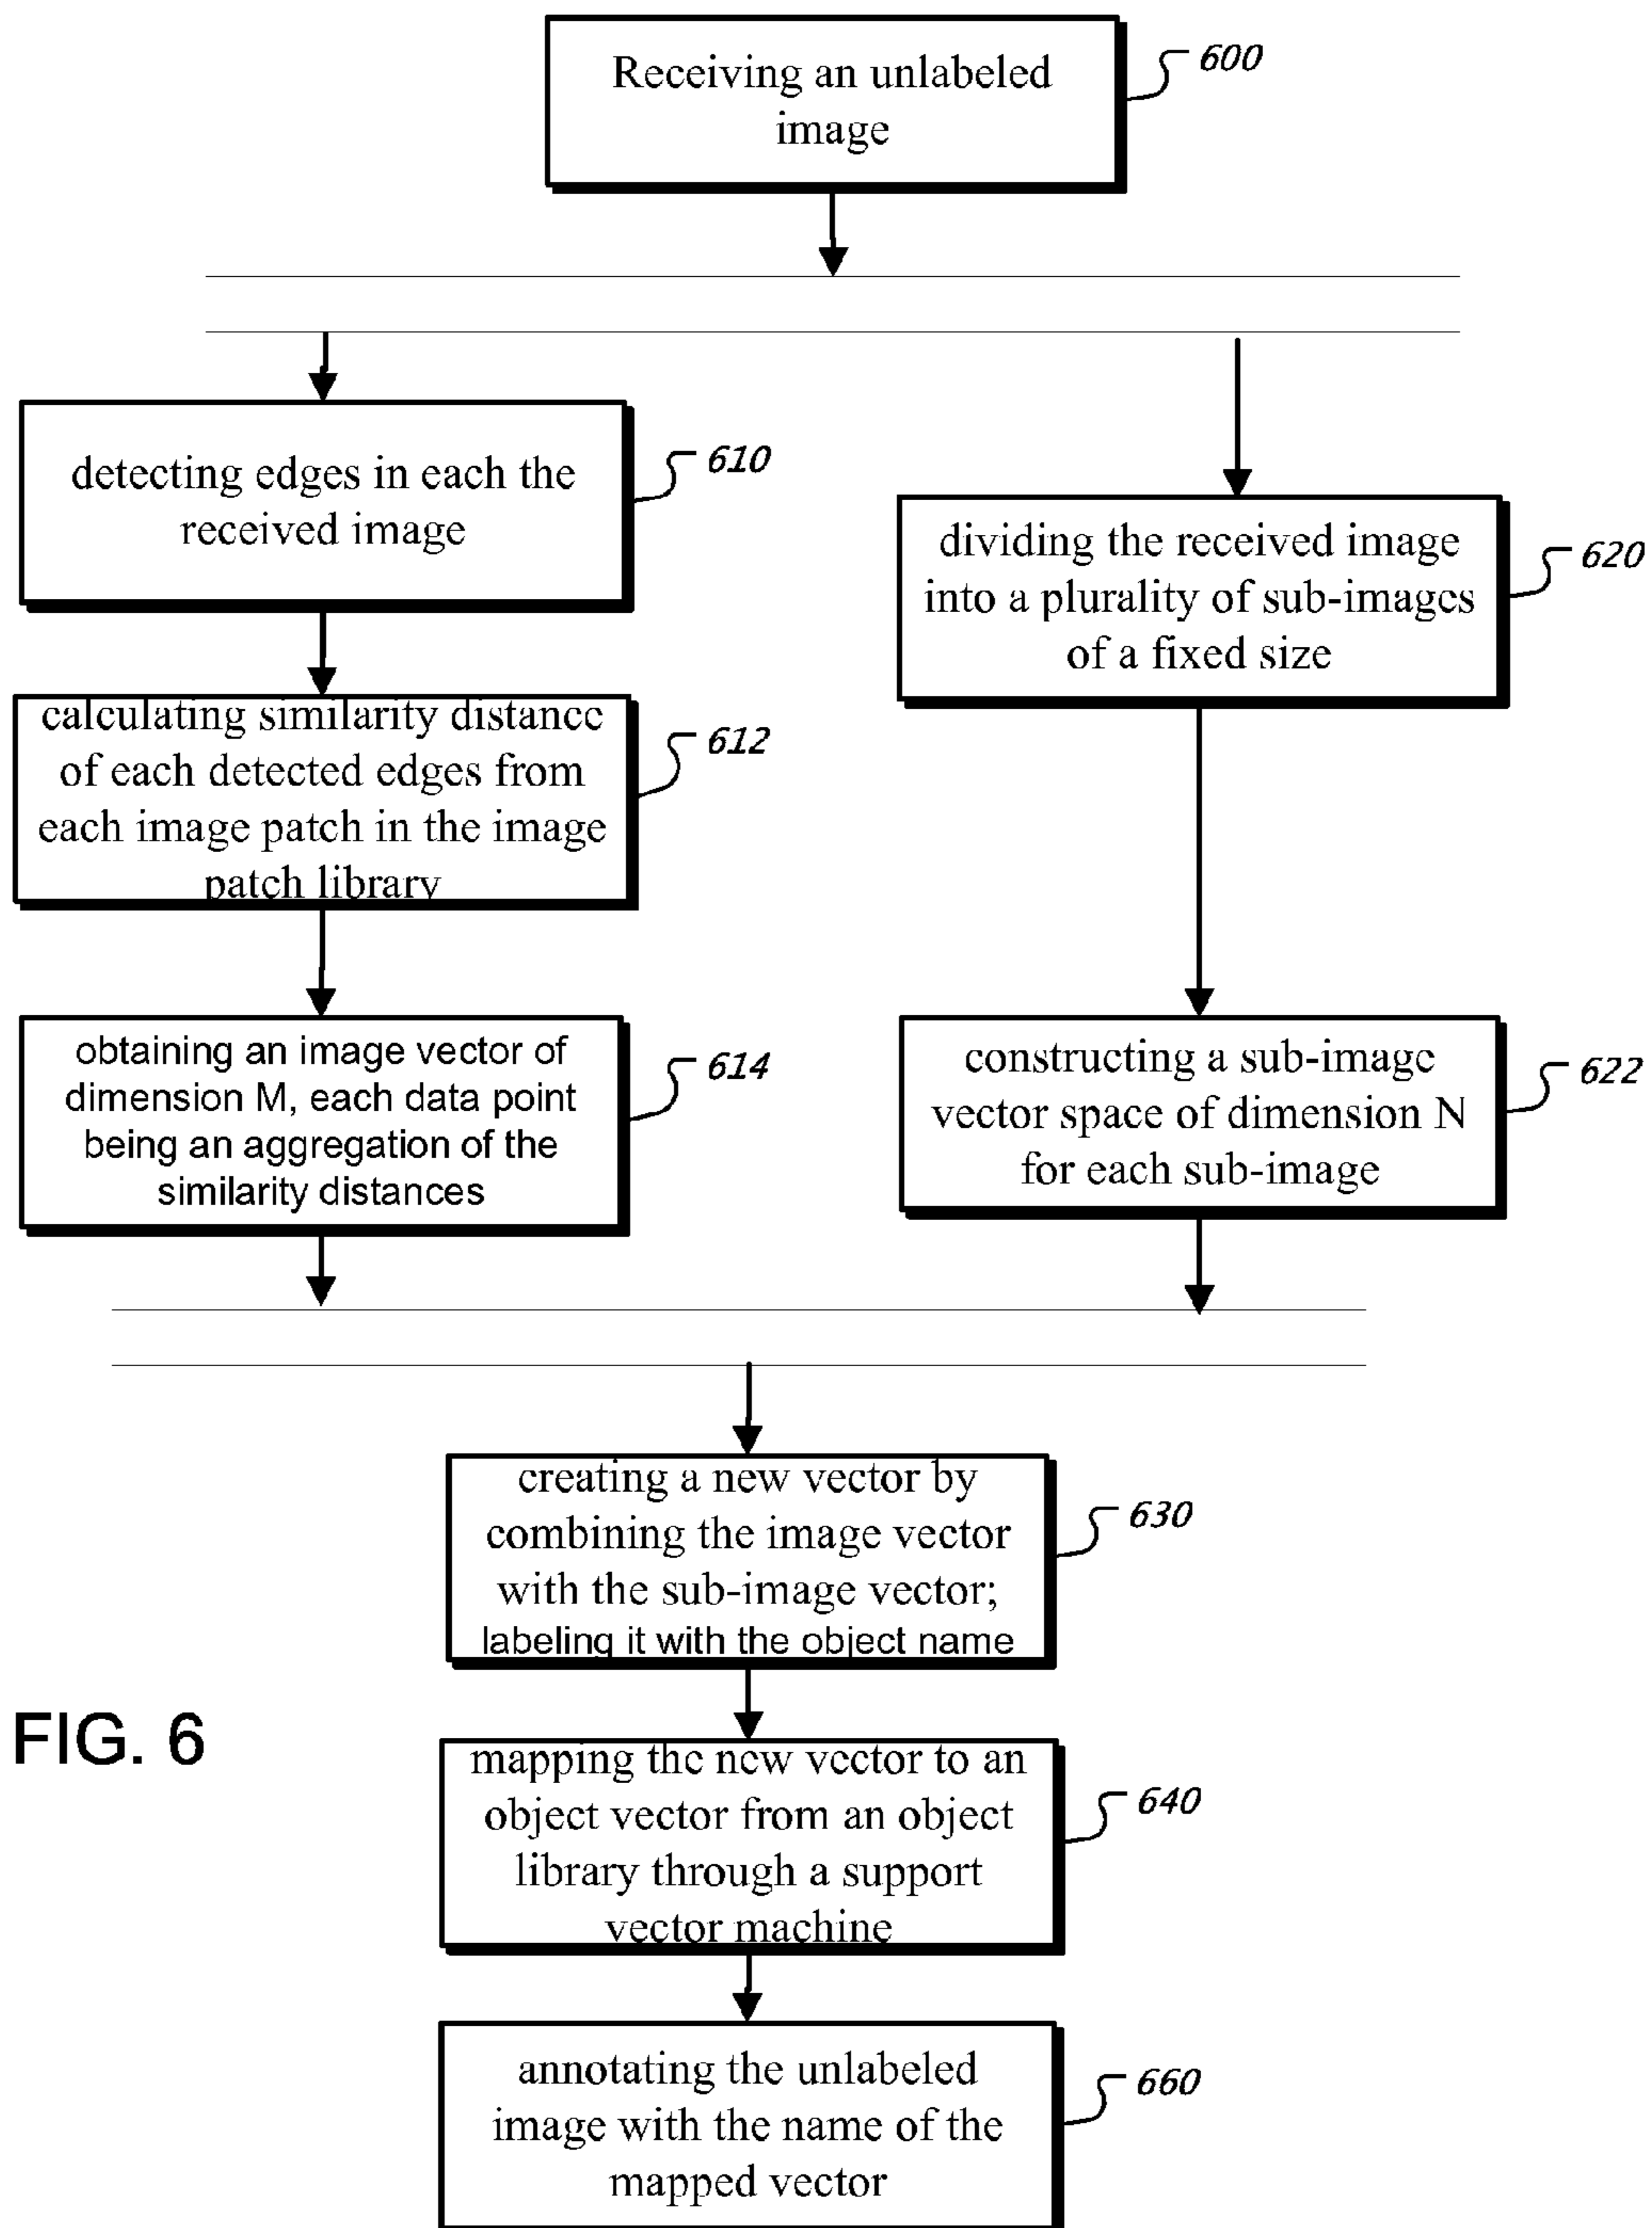 Receiving an unlabeled
image
600
detecting edges in each the
received image
610
calculating similarity distance
of each detected edges from
each image patch in the image
patch library
612
obtaining an image vector of
dimension M, each data point
being an aggregation of the
similarity distances
614
dividing the received image
into a plurality of sub-images
of a fixed size
620
constructing a sub-image
vector space of dimension N
for each sub-image
622
creating a new vector by
combining the image vector
with the sub-image vector;
labeling it with the object name
630
mapping the new vector to an
object vector from an object
library through a support
vector machine
640
annotating the unlabeled
image with the name of the
mapped vector
660
FIG. 6